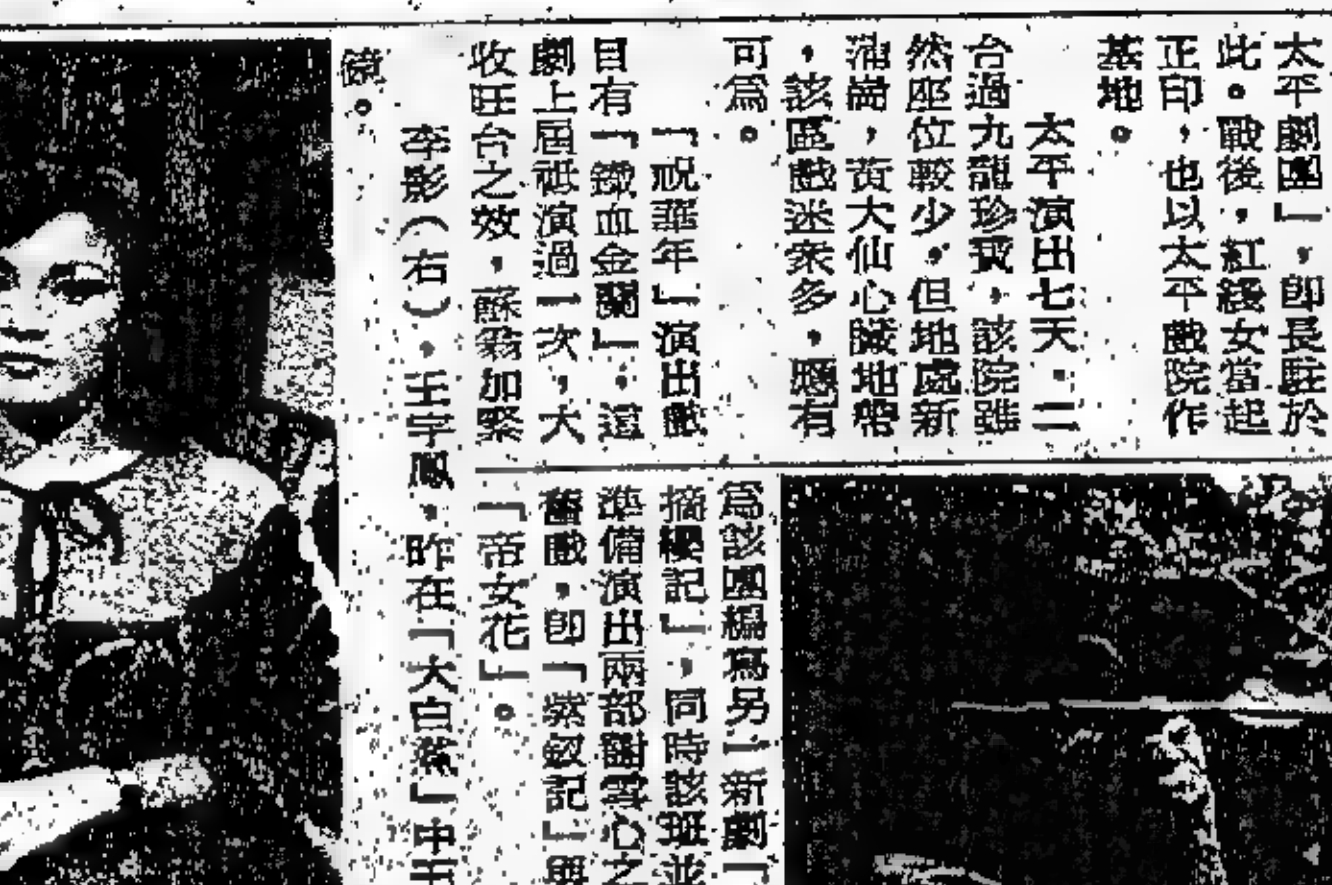 太平劇團」，即長駐於
此。戰後，紅綫女當起
正印，也以太平戲院作
基地。
太平演出七天，二
台過九龍珍寶，該院雖
然座位較少，但地處新
蒲崗，黃大仙心臟地帶
，該區戲迷衆多，應有
可爲。
「祝華年」演出戲
目有「鐵血金蘭」，這
劇上屆祗演過一次，大
收旺台之效，蘇翁加緊
爲該團編寫另一新劇「
摘纓記」，同時該班並
準備演出兩部謝雪心之
舊戲，即「紫釵記」與
「帝女花」。
李影（右），王字鳳，昨在「大白鯊」中
鏡。